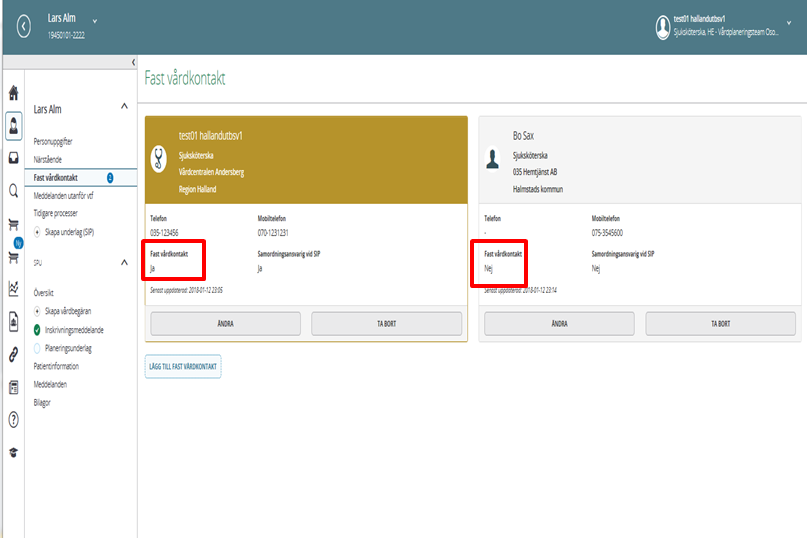 Lars Alm
19450101-2222
test01 hallandutbsv1
Sjuksköterska, HE - Vårdplaneringsteam Oso...
Lars Alm
Personuppgifter
Närstående
Fast vårdkontakt 2
Meddelanden utanför vtf
Tidigare processer
Skapa underlag (SIP)
Ny
SPU
Översikt
Skapa vårdbegäran
Inskrivningsmeddelande
Planeringsunderlag
Patientinformation
Meddelanden
Bilagor
Fast vårdkontakt
test01 hallandutbsv1
Sjuksköterska
Vårdcentralen Andersberg
Region Halland
Telefon Mobiltelefon
035-123456 070-1231231
Fast vårdkontakt Samordningsansvarig vid SIP
Ja Ja
Senast uppdaterad: 2018-01-12 23:05
ÄNDRA TA BORT
Bo Sax
Sjuksköterska
035 Hemtjänst AB
Halmstads kommun
Telefon Mobiltelefon
- 075-3545600
Fast vårdkontakt Samordningsansvarig vid SIP
Nej Nej
Senast uppdaterad: 2018-01-12 23:14
ÄNDRA TA BORT
LÄGG TILL FAST VÅRDKONTAKT